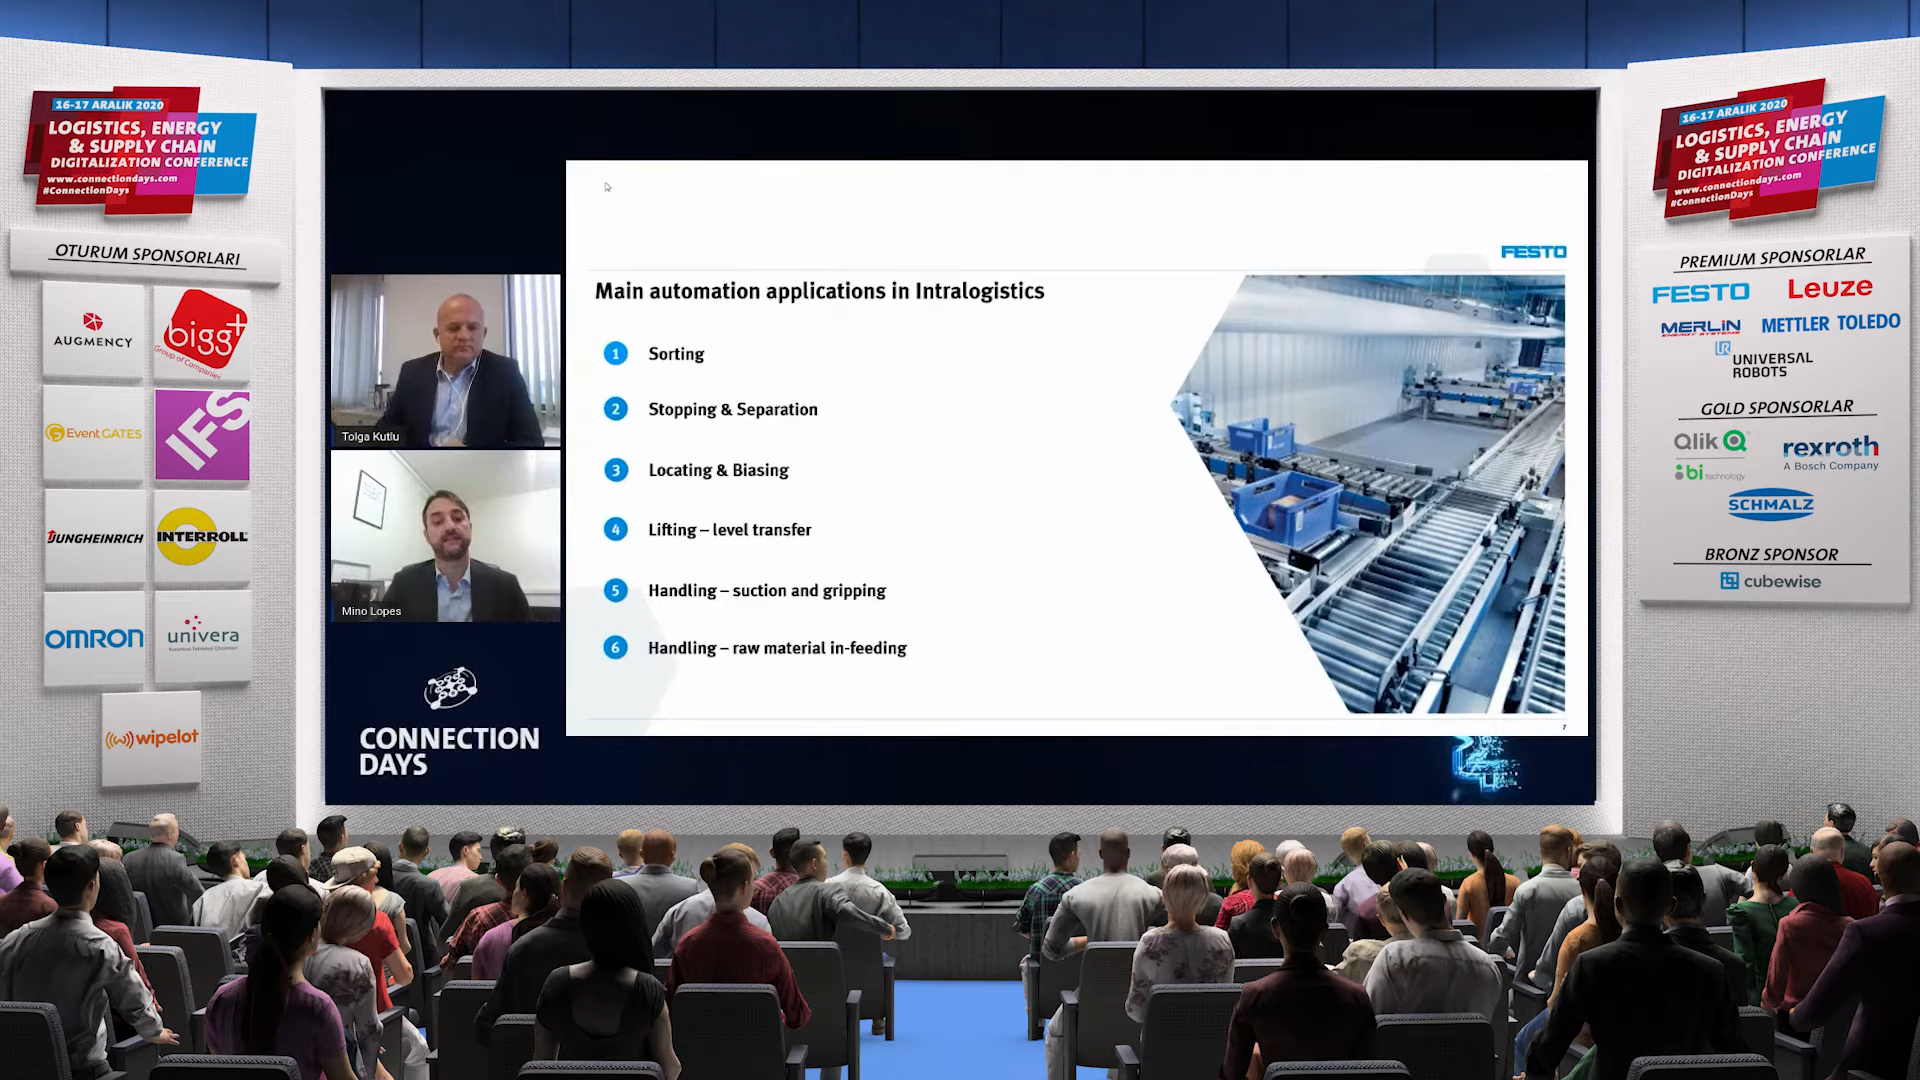 16-17 ARALIK 2020
LOGISTICS, ENERGY
& SUPPLY CHAIN
DIGITALIZATION CONFERENCE
www.connectiondays.com
#ConnectionDays
OTURUM SPONSORLARI
AUGMENCY
bigg+
Group of Companies
EventGATES
IFS
JUNGHEINRICH
INTERROLL
OMRON
univera
wipelot
Tolga Kutlu
Mino Lopes
CONNECTION
DAYS
FESTO
Main automation applications in Intralogistics
1 Sorting
2 Stopping & Separation
3 Locating & Biasing
4 Lifting – level transfer
5 Handling – suction and gripping
6 Handling – raw material in-feeding
7
16-17 ARALIK 2020
LOGISTICS, ENERGY
& SUPPLY CHAIN
DIGITALIZATION CONFERENCE
www.connectiondays.com
#ConnectionDays
PREMIUM SPONSORLAR
FESTO
Leuze
MERLIN
ENERGY SYSTEMS
METTLER TOLEDO
UR
UNIVERSAL
ROBOTS
GOLD SPONSORLAR
Qlik Q
bi technology
rexroth
A Bosch Company
SCHMALZ
BRONZ SPONSOR
cubewise